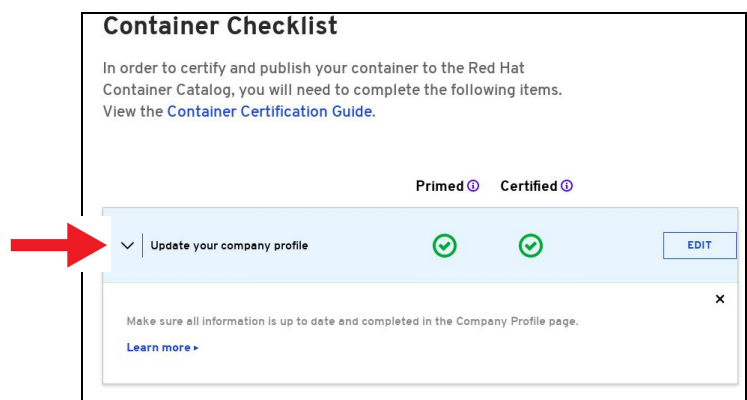 Container Checklist
In order to certify and publish your container to the Red Hat
Container Catalog, you will need to complete the following items.
View the Container Certification Guide.
Primed Certified
Update your company profile EDIT
Make sure all information is up to date and completed in the Company Profile page.
Learn more